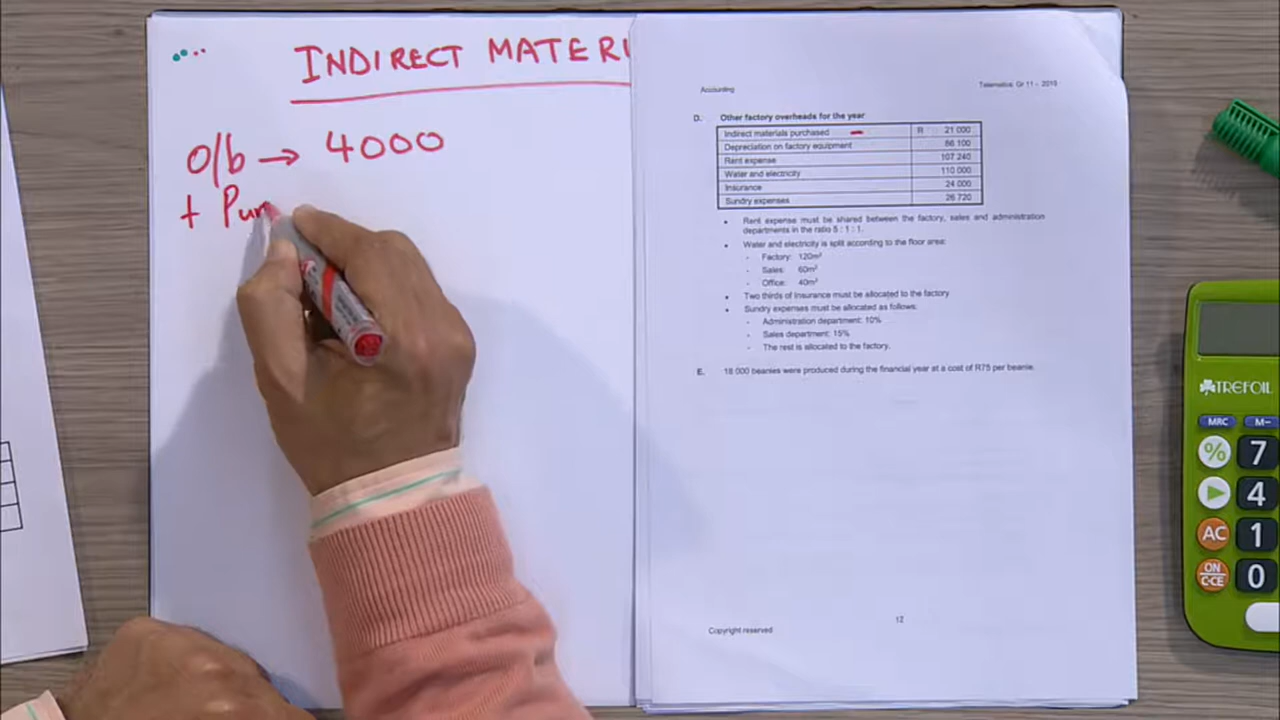 INDIRECT MATERI
O/b → 4000
+ Pur
Accounting
Telematics Gr 11 - 2019
D. Other factory overheads for the year
Indirect materials purchased R 21 000
Depreciation on factory equipment 86 100
Rent expense 107 240
Water and electricity 110 000
Insurance 24 000
Sundry expenses 26 720
• Rent expense must be shared between the factory, sales and administration
departments in the ratio 5 : 1 : 1.
• Water and electricity is split according to the floor area:
- Factory: 120m²
- Sales: 60m²
- Office: 40m²
• Two thirds of Insurance must be allocated to the factory
• Sundry expenses must be allocated as follows:
- Administration department: 10%
- Sales department: 15%
- The rest is allocated to the factory.
E. 18 000 beanies were produced during the financial year at a cost of R75 per beanie.
Copyright reserved
12
TREFOIL
MRC M-
% 7
4
AC 1
ON/C·CE 0